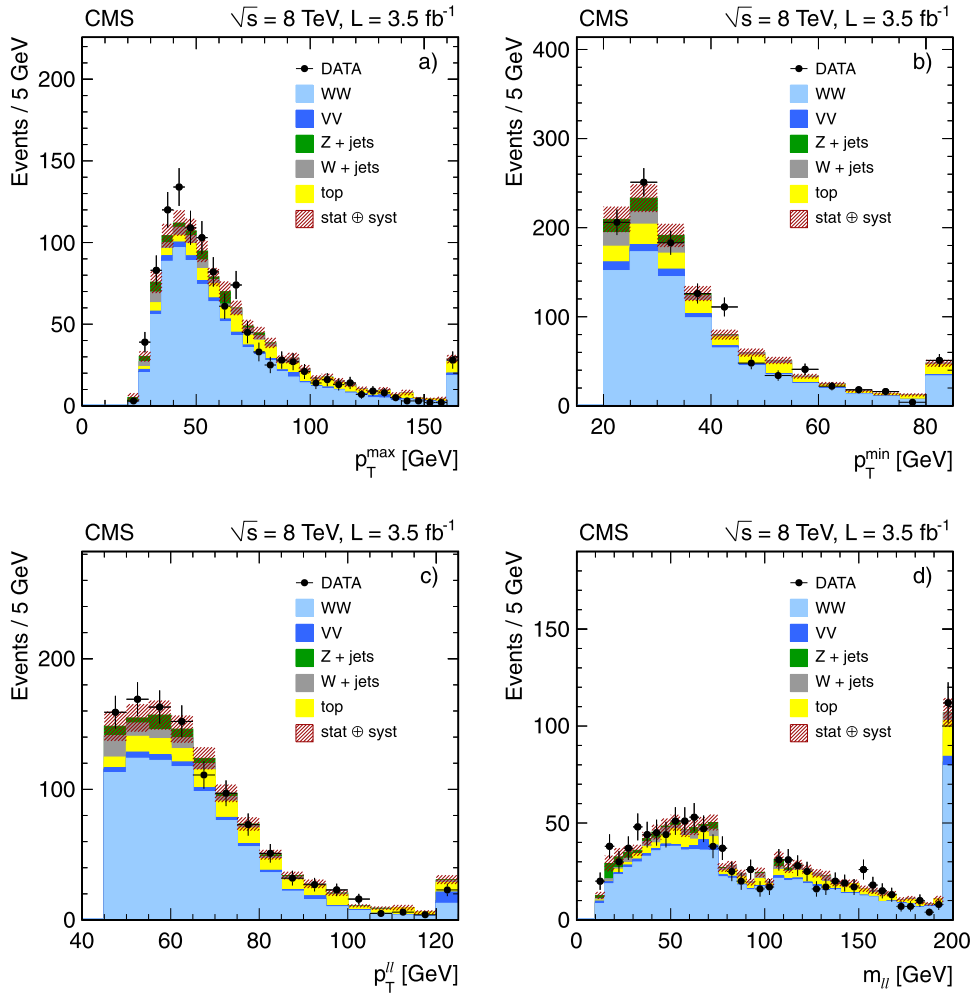 CMS √s = 8 TeV, L = 3.5 fb⁻¹
a)
Events / 5 GeV
200
150
100
50
0
DATA
WW
VV
Z + jets
W + jets
top
stat ⊕ syst
0 50 100 150
p_T^max [GeV]
CMS √s = 8 TeV, L = 3.5 fb⁻¹
b)
Events / 5 GeV
400
300
200
100
0
DATA
WW
VV
Z + jets
W + jets
top
stat ⊕ syst
20 40 60 80
p_T^min [GeV]
CMS √s = 8 TeV, L = 3.5 fb⁻¹
c)
Events / 5 GeV
200
100
0
DATA
WW
VV
Z + jets
W + jets
top
stat ⊕ syst
40 60 80 100 120
p_T^ll [GeV]
CMS √s = 8 TeV, L = 3.5 fb⁻¹
d)
Events / 5 GeV
150
100
50
0
DATA
WW
VV
Z + jets
W + jets
top
stat ⊕ syst
0 50 100 150 200
m_ll [GeV]